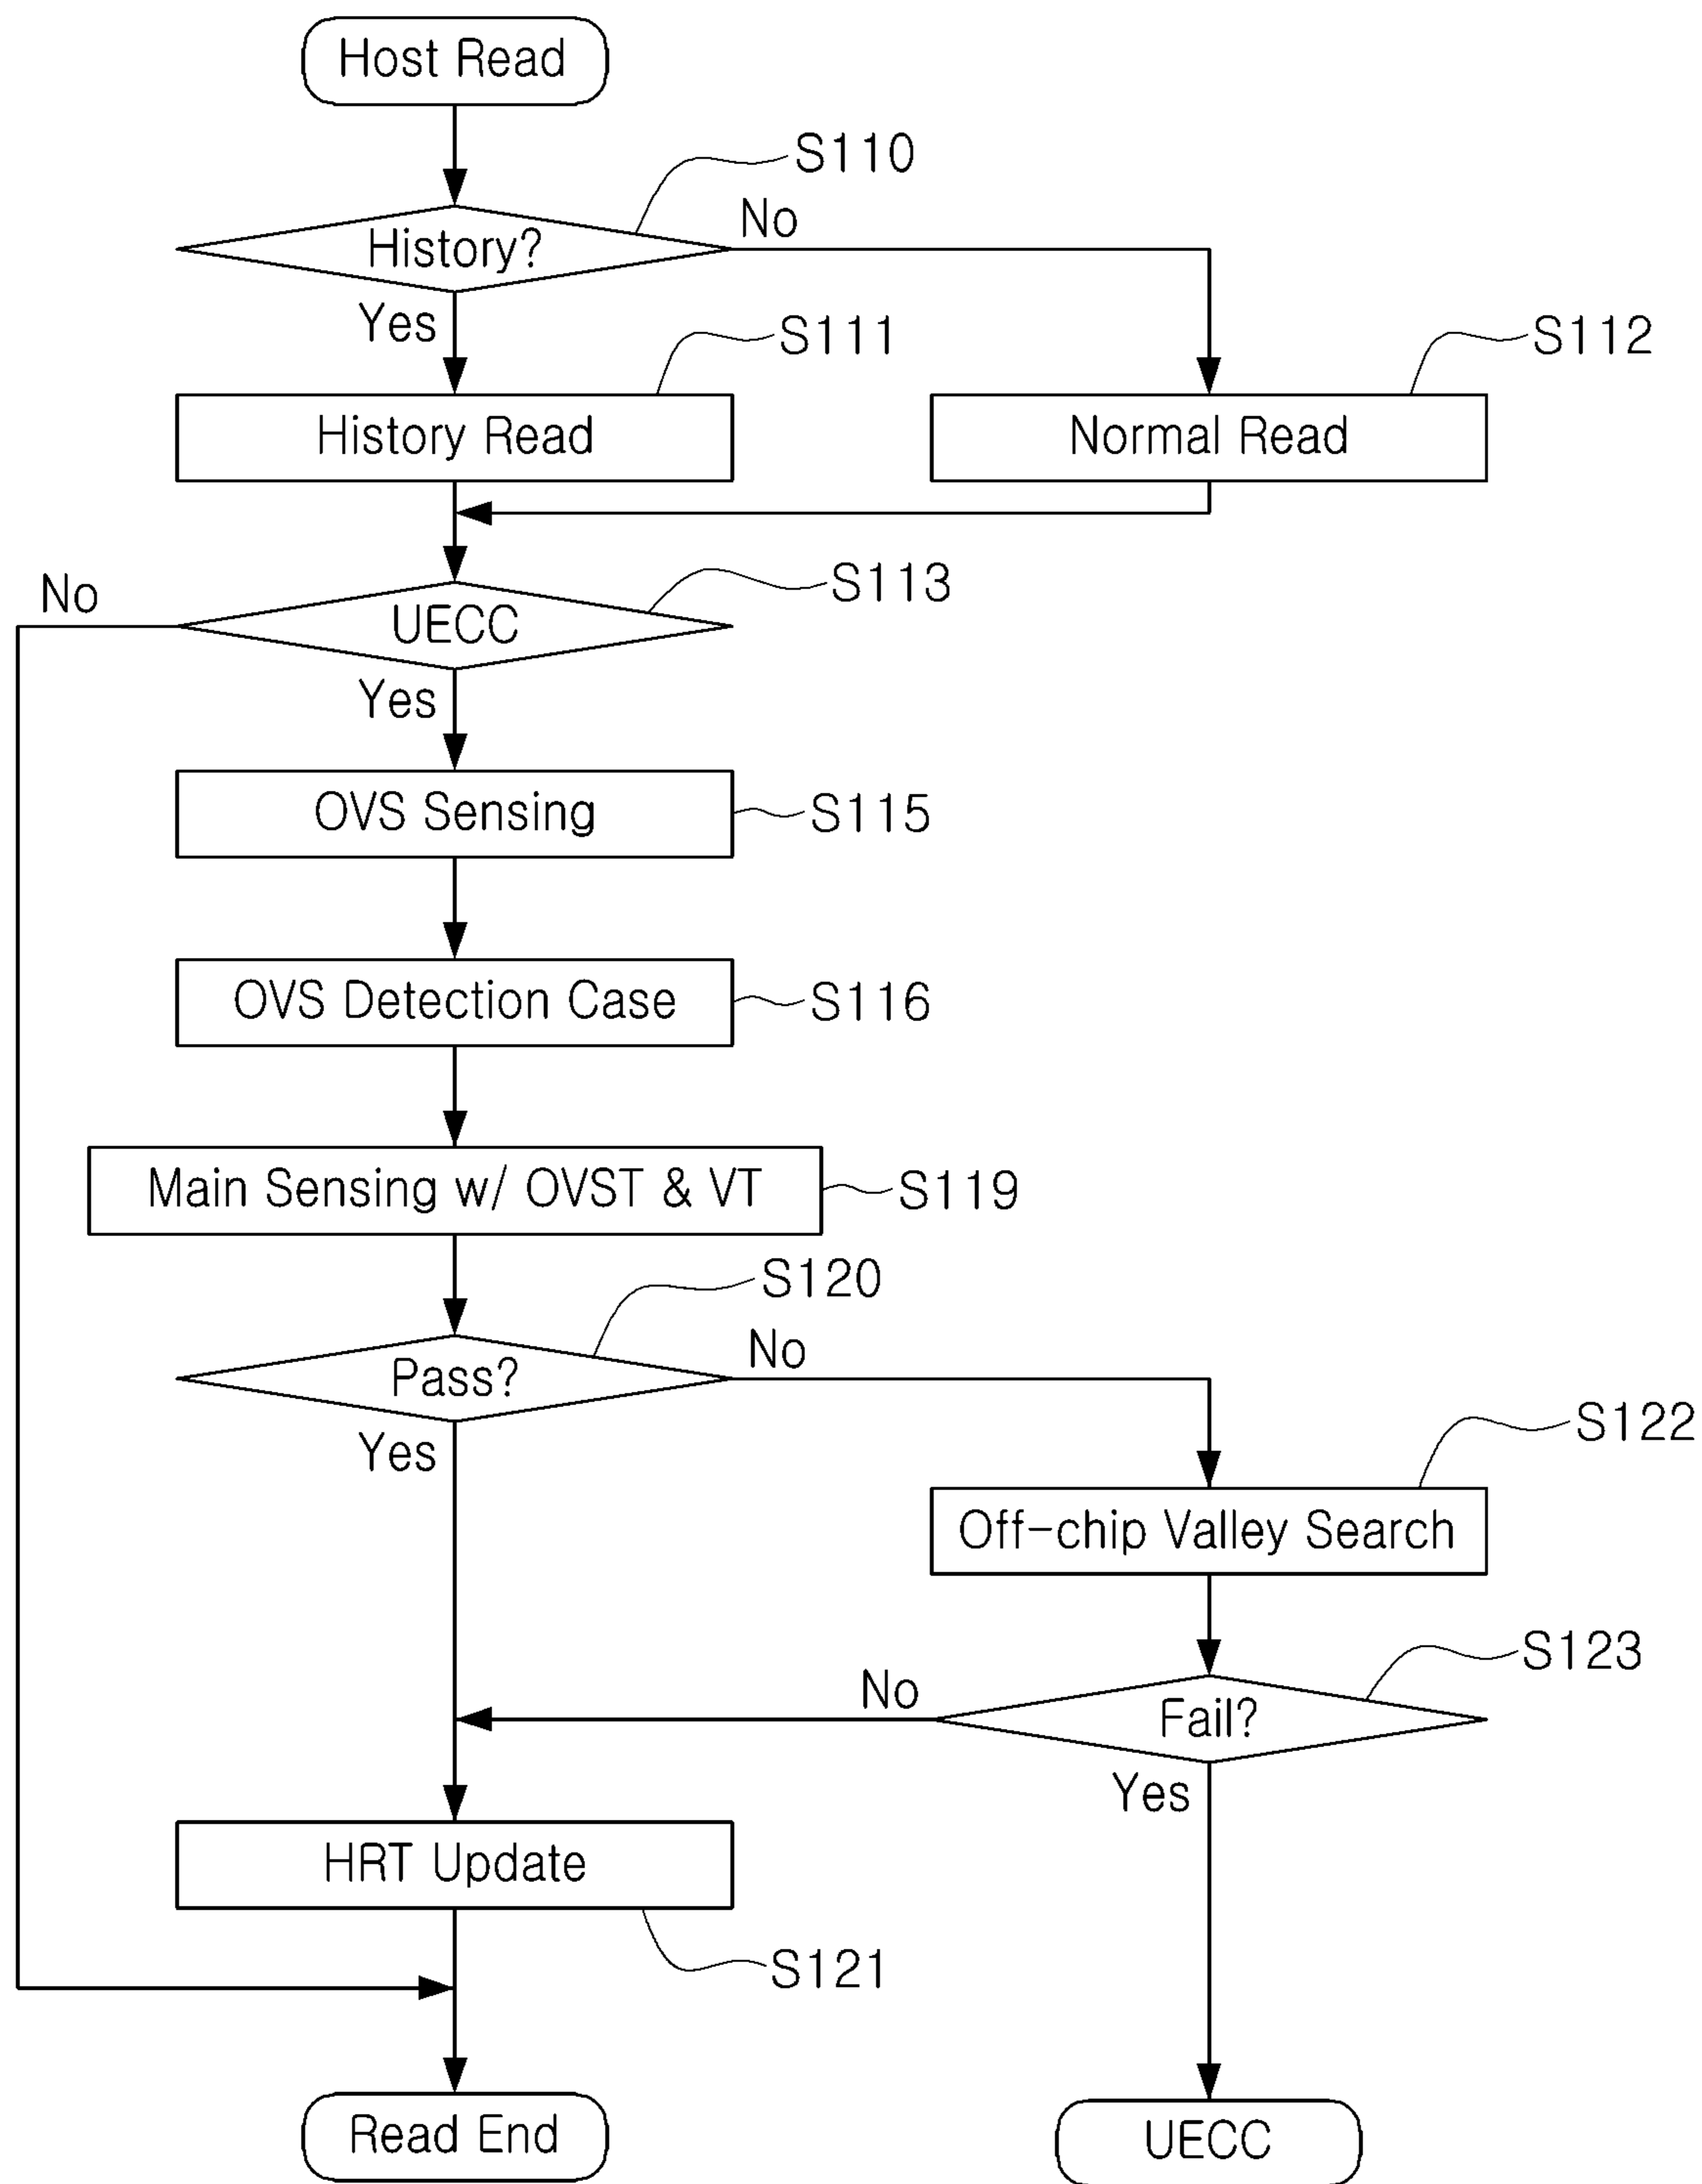 Host Read
S110
History?
No
Yes
S111
S112
History Read
Normal Read
No
S113
UECC
Yes
OVS Sensing
S115
OVS Detection Case
S116
Main Sensing w/ OVST & VT
S119
S120
Pass?
No
Yes
S122
Off-chip Valley Search
S123
No
Fail?
Yes
HRT Update
S121
Read End
UECC